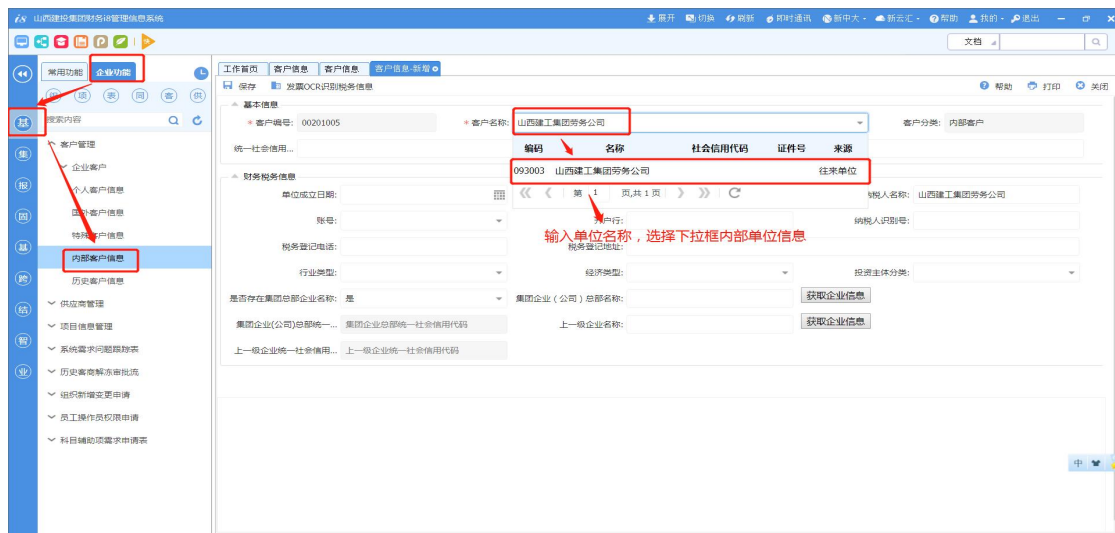 i8 山西建投集团财务i8管理信息系统
展开 切换 刷新 即时通讯 新中大 新云汇 帮助 我的 退出
文档
常用功能 企业功能
工作首页 客户信息 客户信息 客户信息-新增
保存 发票OCR识别税务信息 帮助 打印 关闭
项 表 问 客 供
搜索内容
基
集
报
固
基
跨
结
智
业
客户管理
企业客户
个人客户信息
国外客户信息
特殊客户信息
内部客户信息
历史客户信息
供应商管理
项目信息管理
系统需求问题跟踪表
历史客商解冻审批流
组织新增变更申请
员工操作员权限申请
科目辅助项需求申请表
基本信息
* 客户编号: 00201005 * 客户名称: 山西建工集团劳务公司 客户分类: 内部客户
统一社会信用...
编码 名称 社会信用代码 证件号 来源
093003 山西建工集团劳务公司 往来单位
第 1 页,共 1 页
财务税务信息
单位成立日期: 纳税人名称: 山西建工集团劳务公司
账号: 开户行: 纳税人识别号:
输入单位名称，选择下拉框内部单位信息
税务登记电话: 税务登记地址:
行业类型: 经济类型: 投资主体分类:
是否存在集团总部企业名称: 是 集团企业（公司）总部名称: 获取企业信息
集团企业(公司)总部统一... 集团企业总部统一社会信用代码 上一级企业名称: 获取企业信息
上一级企业统一社会信用... 上一级企业统一社会信用代码
中